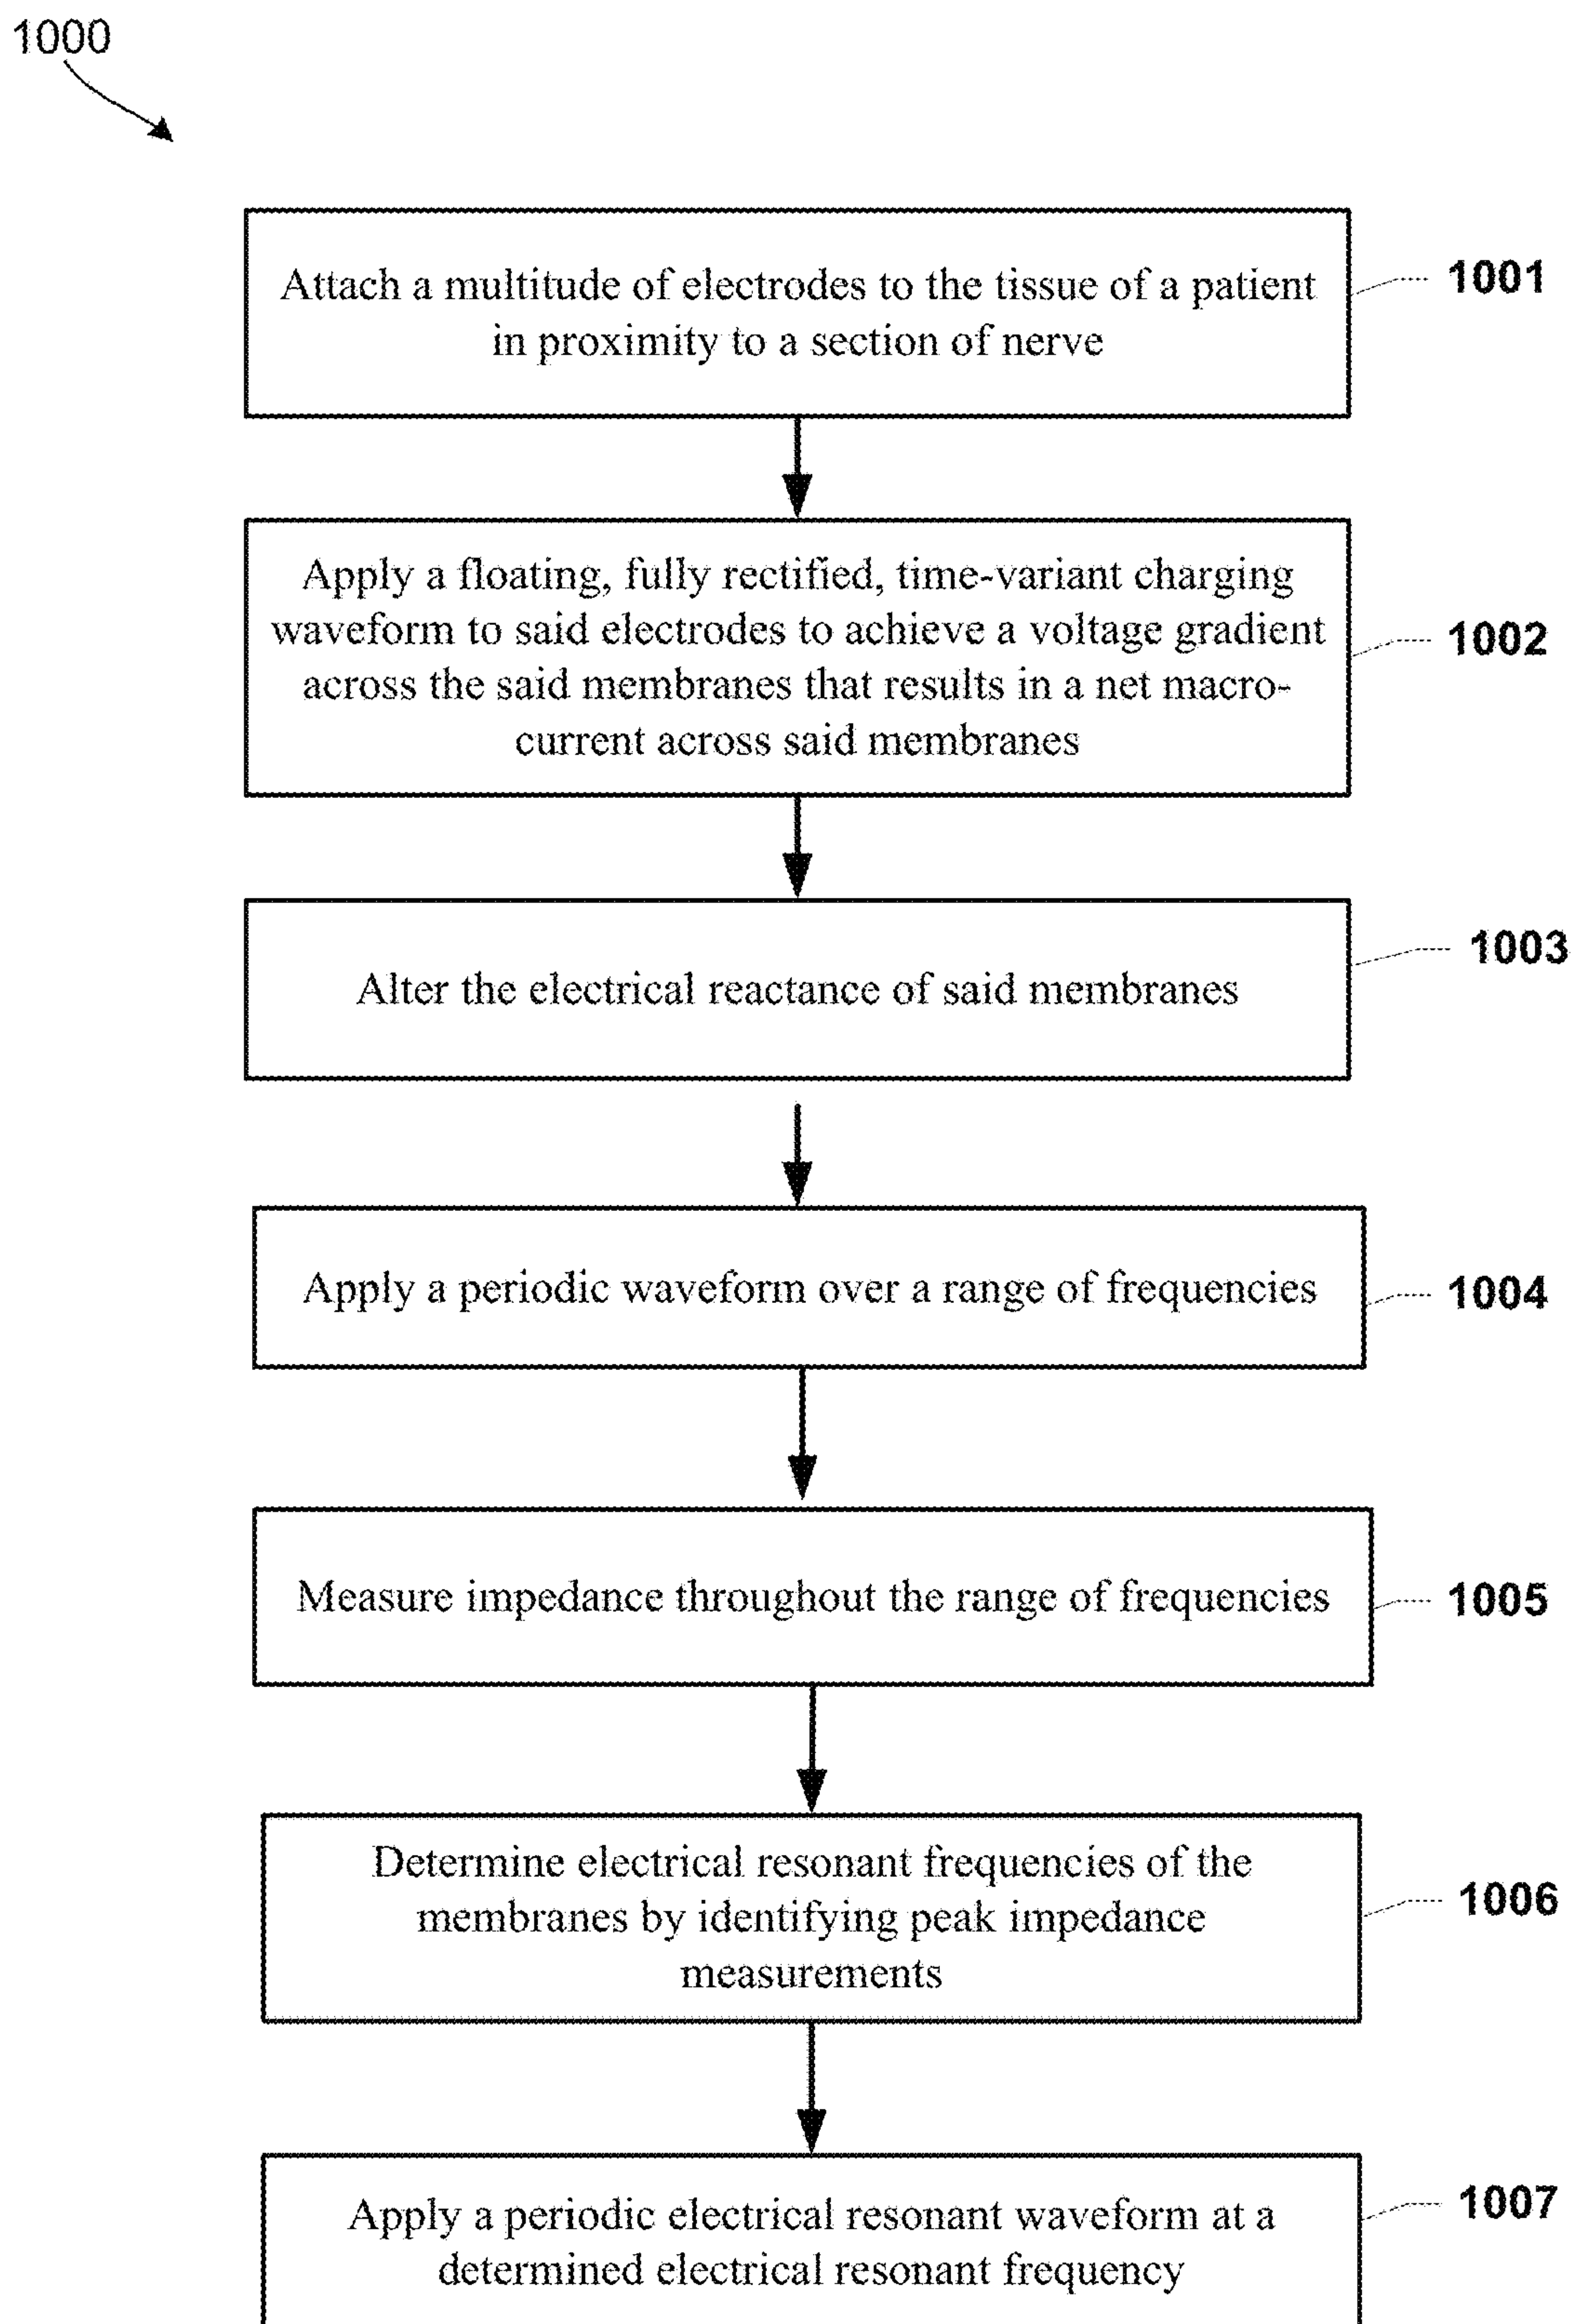 1000
Attach a multitude of electrodes to the tissue of a patient
in proximity to a section of nerve
1001
Apply a floating, fully rectified, time-variant charging
waveform to said electrodes to achieve a voltage gradient
across the said membranes that results in a net macro-
current across said membranes
1002
Alter the electrical reactance of said membranes
1003
Apply a periodic waveform over a range of frequencies
1004
Measure impedance throughout the range of frequencies
1005
Determine electrical resonant frequencies of the
membranes by identifying peak impedance
measurements
1006
Apply a periodic electrical resonant waveform at a
determined electrical resonant frequency
1007